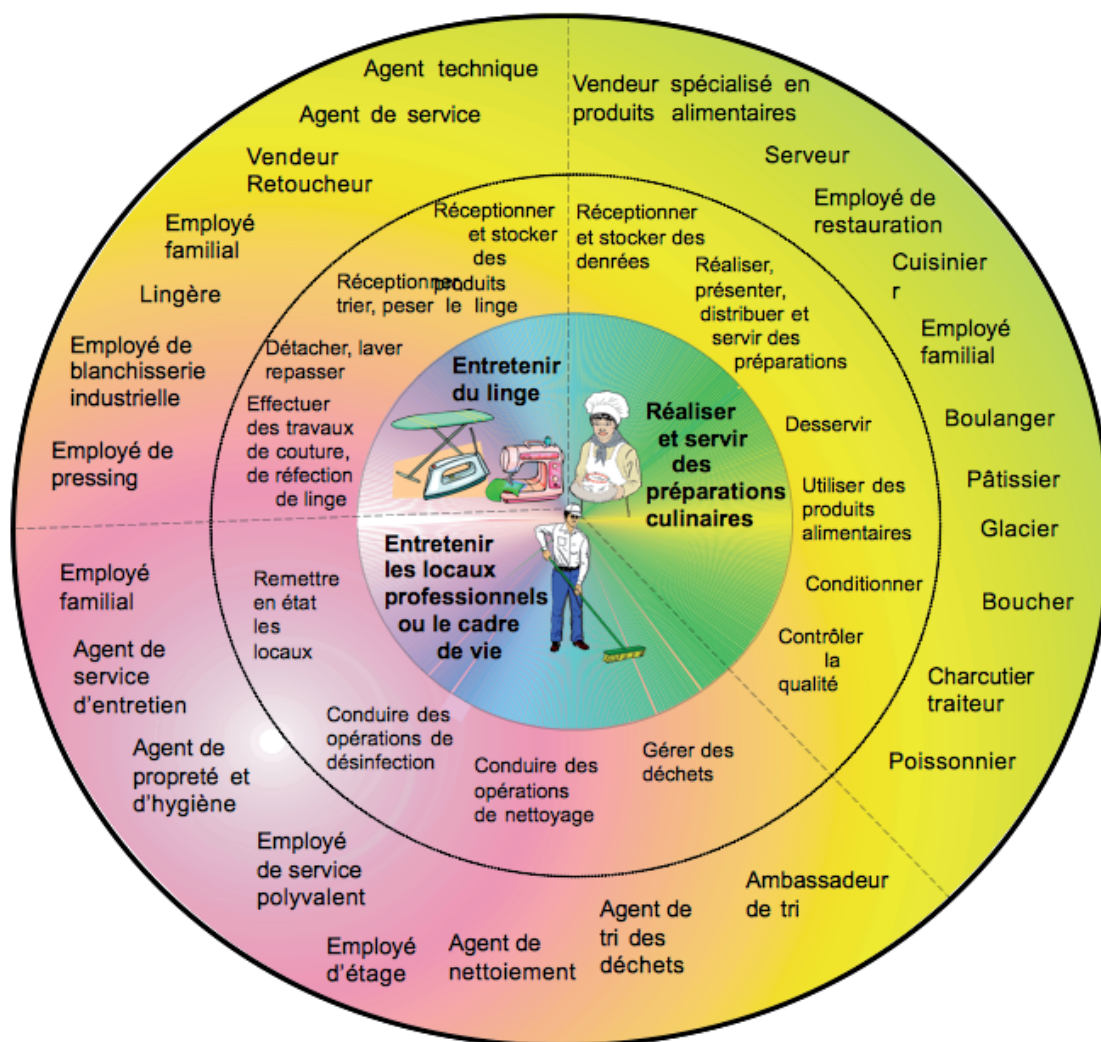 Agent technique
Agent de service
Vendeur
Retoucheur
Employé
familial
Lingère
Employé de
blanchisserie
industrielle
Employé de
pressing
Réceptionner
et stocker
des
produits
Réceptionner,
trier, peser le linge
Détacher, laver
repasser
Effectuer
des travaux
de couture,
de réfection
de linge
Entretenir
du linge
Vendeur spécialisé en
produits alimentaires
Serveur
Employé de
restauration
Cuisinier
r
Employé
familial
Boulanger
Pâtissier
Glacier
Boucher
Charcutier
traiteur
Poissonnier
Réceptionner
et stocker des
denrées
Réaliser,
présenter,
distribuer et
servir des
préparations
Desservir
Utiliser des
produits
alimentaires
Conditionner
Contrôler
la
qualité
Réaliser
et servir
des
préparations
culinaires
Entretenir
les locaux
professionnels
ou le cadre
de vie
Remettre
en état
les
locaux
Conduire des
opérations de
désinfection
Conduire des
opérations
de nettoyage
Gérer des
déchets
Employé
familial
Agent de
service
d'entretien
Agent de
propreté et
d'hygiène
Employé
de service
polyvalent
Employé
d'étage
Agent de
nettoiement
Agent de
tri des
déchets
Ambassadeur
de tri